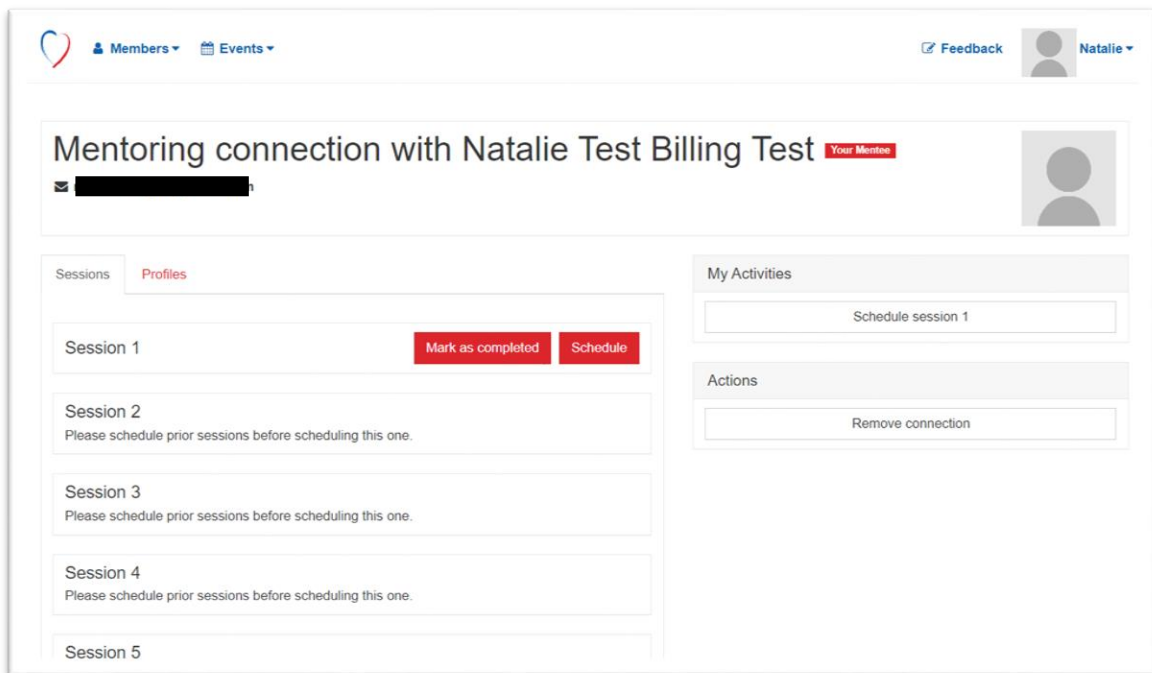 Members Events Feedback Natalie
Mentoring connection with Natalie Test Billing Test Your Mentee
Sessions Profiles
Session 1 Mark as completed Schedule
Session 2
Please schedule prior sessions before scheduling this one.
Session 3
Please schedule prior sessions before scheduling this one.
Session 4
Please schedule prior sessions before scheduling this one.
Session 5
My Activities
Schedule session 1
Actions
Remove connection